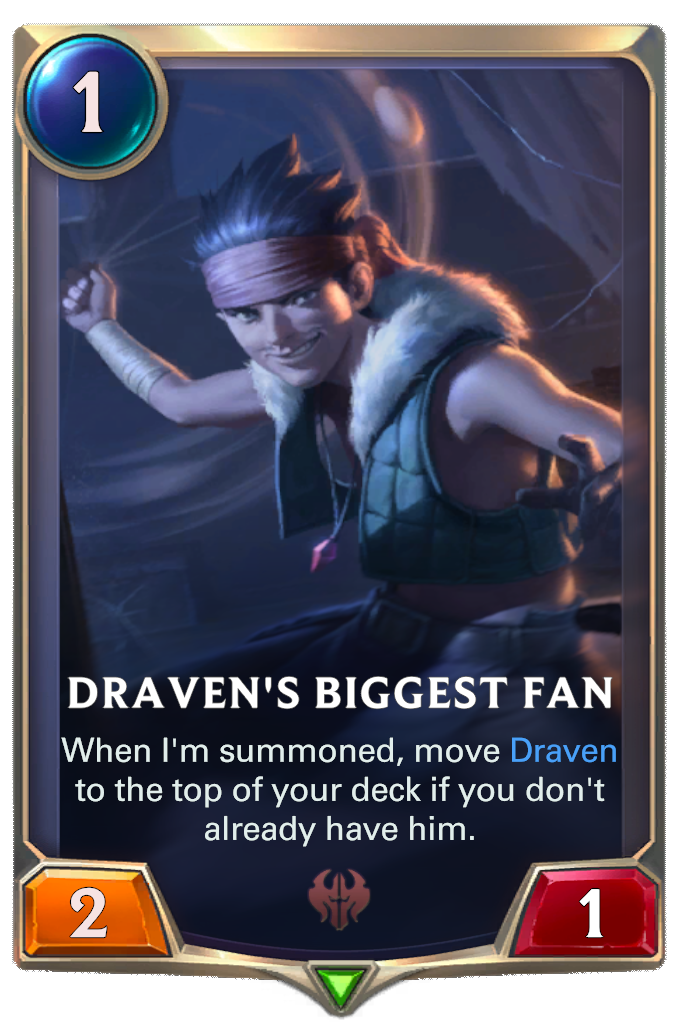 1
DRAVEN'S BIGGEST FAN
When I'm summoned, move Draven
to the top of your deck if you don't
already have him.
2
1